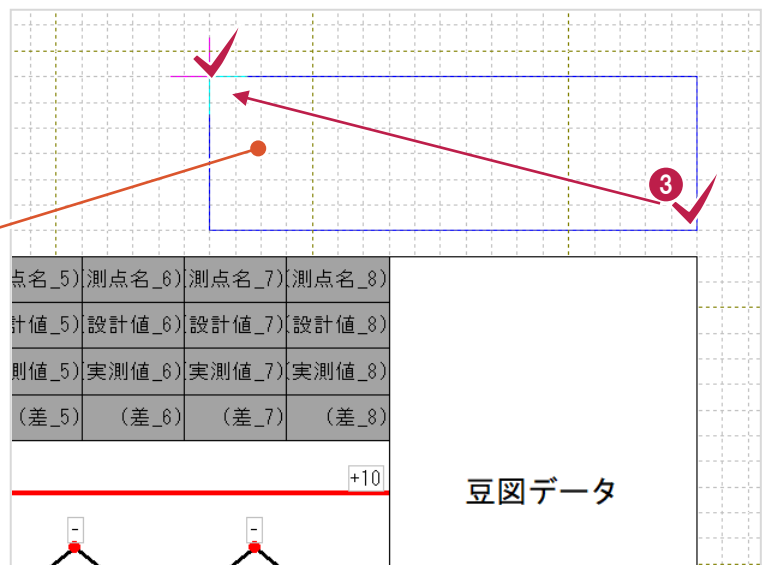 3
点名_5) (測点名_6) (測点名_7) (測点名_8)
計値_5) (設計値_6) (設計値_7) (設計値_8)
測値_5) (実測値_6) (実測値_7) (実測値_8)
(差_5) (差_6) (差_7) (差_8)
+10
豆図データ
- -